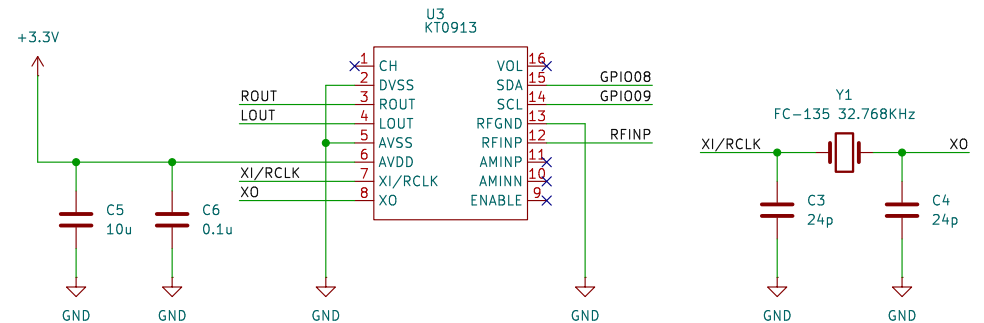 U3
KT0913
+3.3V
1 CH
2 DVSS
3 ROUT
4 LOUT
5 AVSS
6 AVDD
7 XI/RCLK
8 XO
VOL 16
SDA 15
SCL 14
RFGND 13
RFINP 12
AMINP 11
AMINN 10
ENABLE 9
ROUT
LOUT
XI/RCLK
XO
GPIO08
GPIO09
RFINP
C5
10u
C6
0.1u
GND
GND
GND
GND
Y1
FC-135 32.768KHz
XI/RCLK
XO
C3
24p
C4
24p
GND
GND